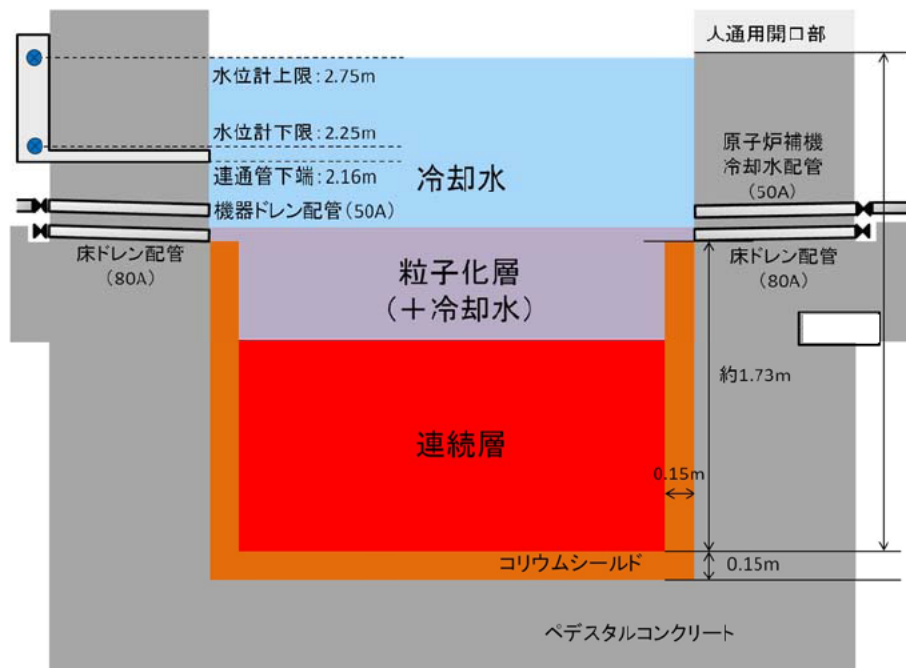 人通用開口部
水位計上限：2.75m
水位計下限：2.25m
連通管下端：2.16m
原子炉補機
冷却水配管
(50A)
冷却水
機器ドレン配管(50A)
床ドレン配管
(80A)
床ドレン配管
(80A)
粒子化層
(＋冷却水)
約1.73m
連続層
0.15m
コリウムシールド
0.15m
ペデスタルコンクリート